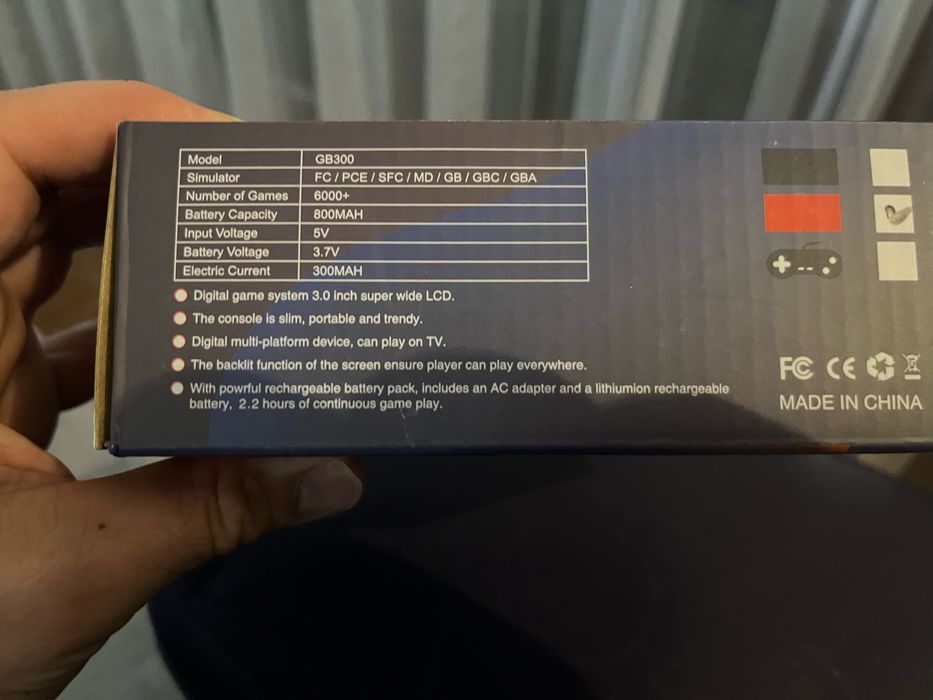 Model GB300
Simulator FC / PCE / SFC / MD / GB / GBC / GBA
Number of Games 6000+
Battery Capacity 800MAH
Input Voltage 5V
Battery Voltage 3.7V
Electric Current 300MAH
Digital game system 3.0 inch super wide LCD.
The console is slim, portable and trendy.
Digital multi-platform device, can play on TV.
The backlit function of the screen ensure player can play everywhere.
With powrful rechargeable battery pack, includes an AC adapter and a lithiumion rechargeable
battery, 2.2 hours of continuous game play.
FC CE
MADE IN CHINA